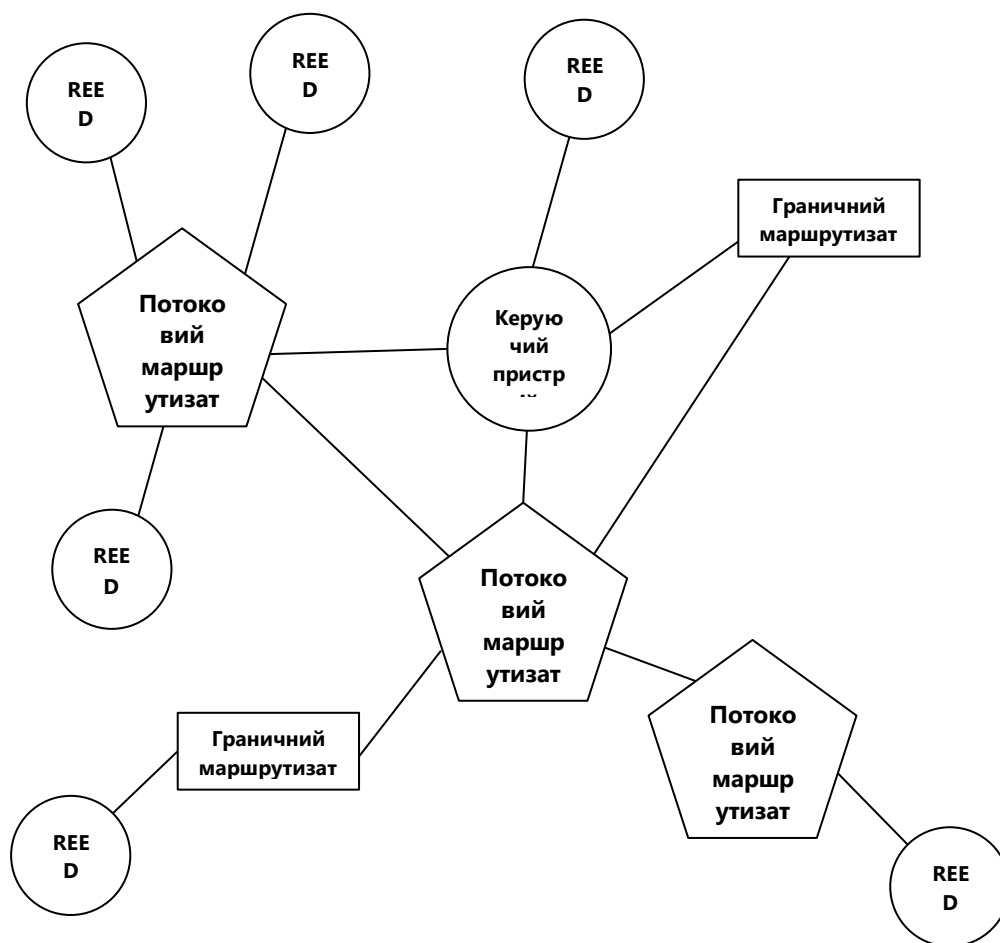 REE
D
REE
D
REE
D
Граничний
маршрутизат
Потоко
вий
маршр
утизат
Керую
чий
пристр
REE
D
Потоко
вий
маршр
утизат
Граничний
маршрутизат
Потоко
вий
маршр
утизат
REE
D
REE
D